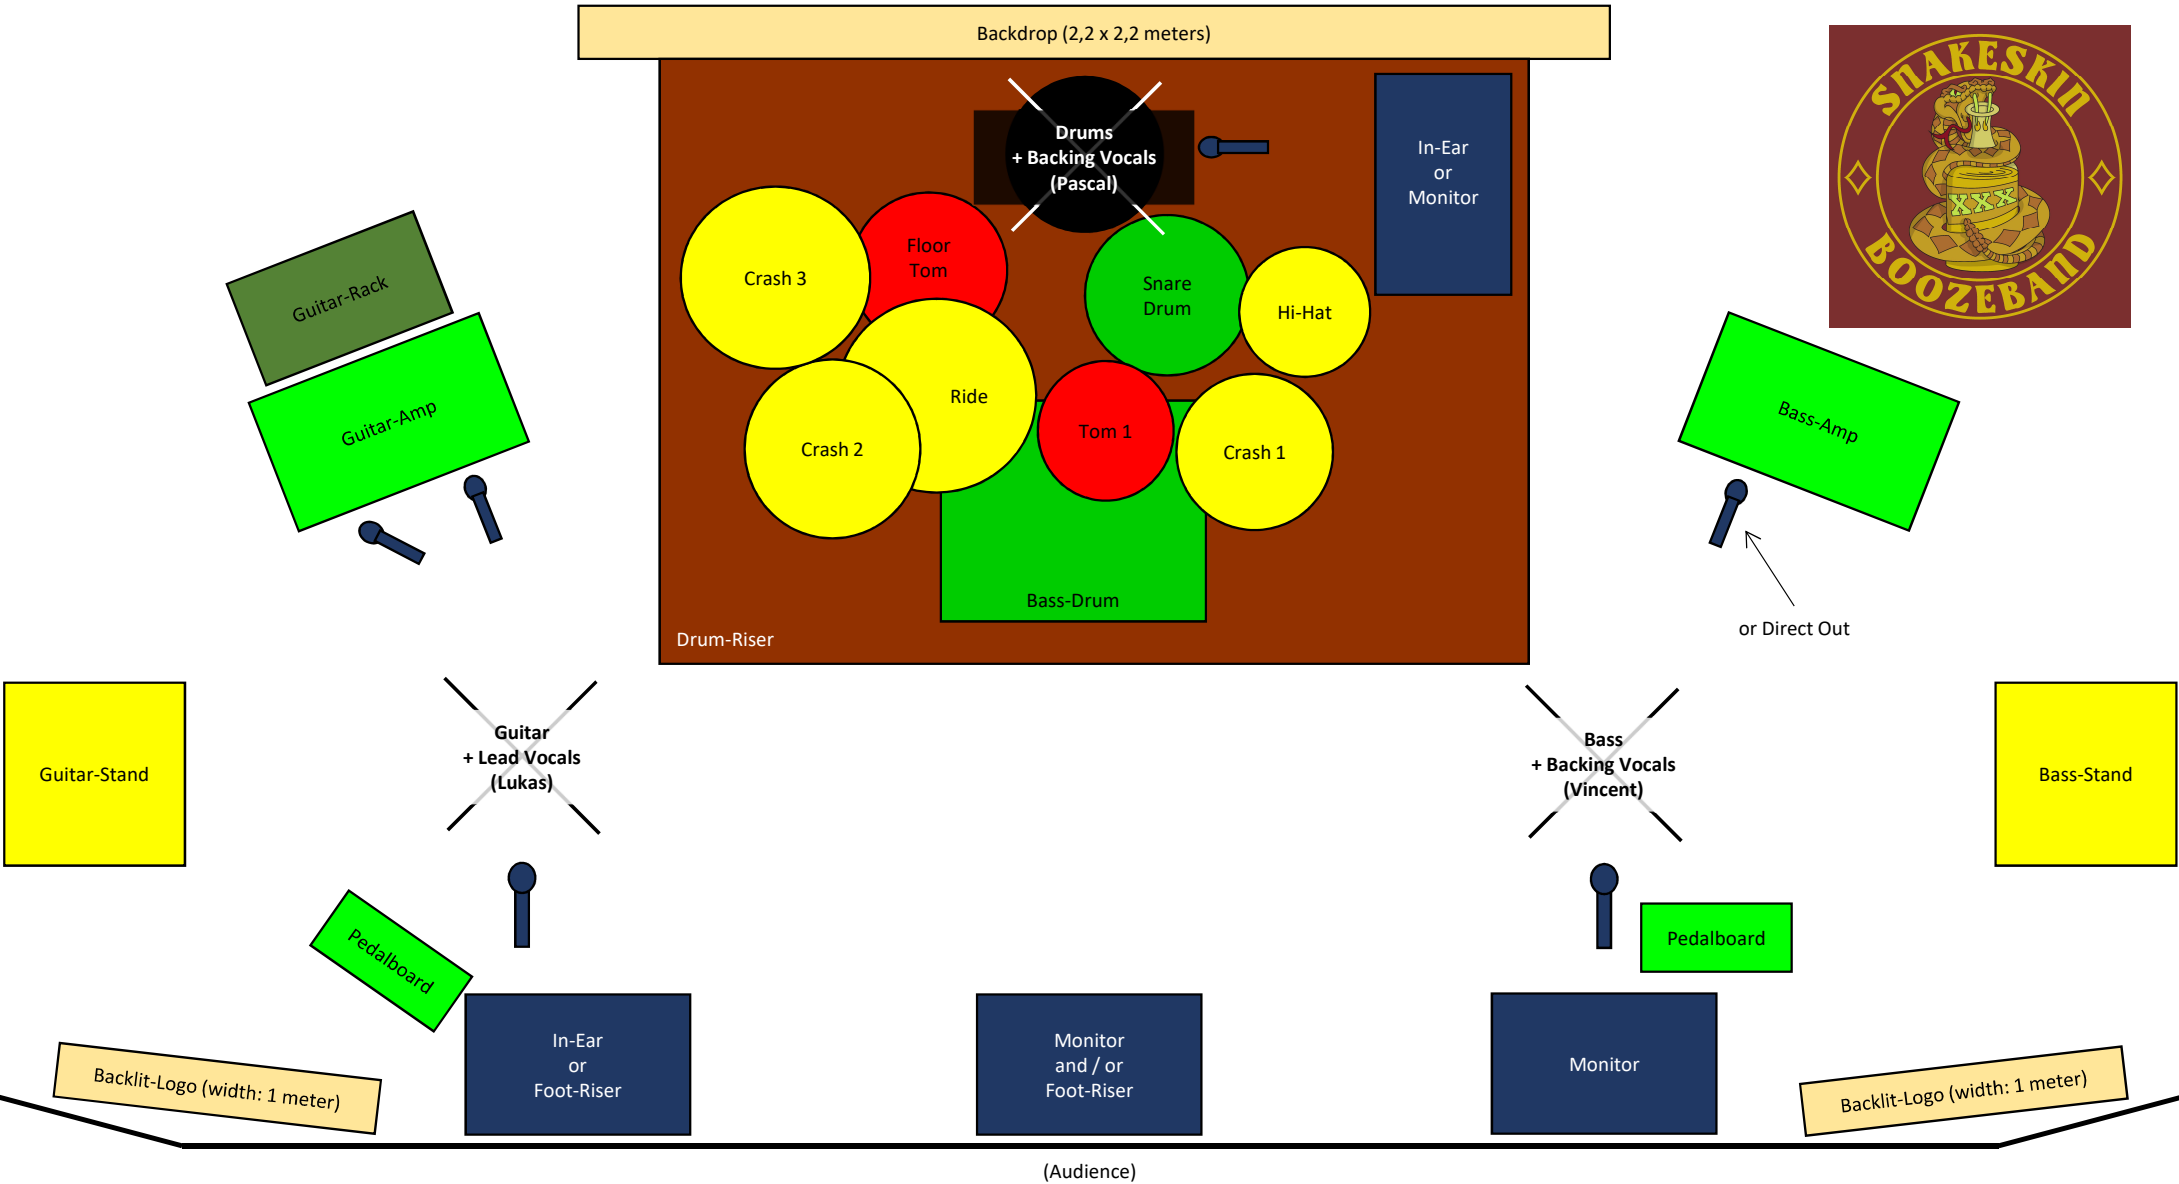 Backdrop (2,2 x 2,2 meters)
SNAKESKIN
XXX
BOOZEBAND
Drums
+ Backing Vocals
(Pascal)
In-Ear
or
Monitor
Crash 3
Floor
Tom
Snare
Drum
Hi-Hat
Ride
Crash 2
Tom 1
Crash 1
Bass-Drum
Drum-Riser
Guitar-Rack
Guitar-Amp
Bass-Amp
or Direct Out
Guitar-Stand
Guitar
+ Lead Vocals
(Lukas)
Bass
+ Backing Vocals
(Vincent)
Bass-Stand
Pedalboard
Pedalboard
Backlit-Logo (width: 1 meter)
In-Ear
or
Foot-Riser
Monitor
and / or
Foot-Riser
Monitor
Backlit-Logo (width: 1 meter)
(Audience)